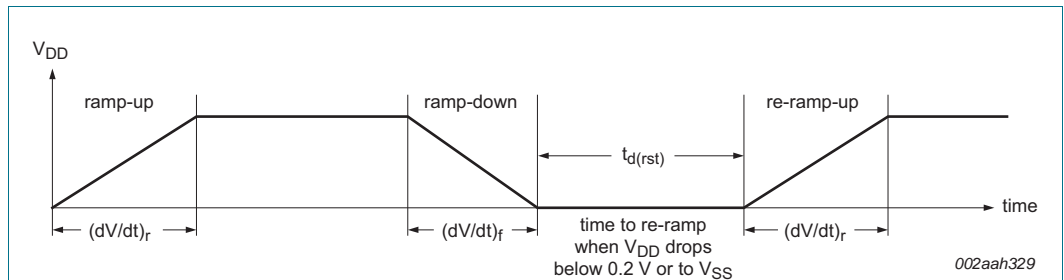 VDD
ramp-up
ramp-down
re-ramp-up
td(rst)
time
(dV/dt)r
(dV/dt)f
time to re-ramp
when VDD drops
below 0.2 V or to VSS
(dV/dt)r
002aah329